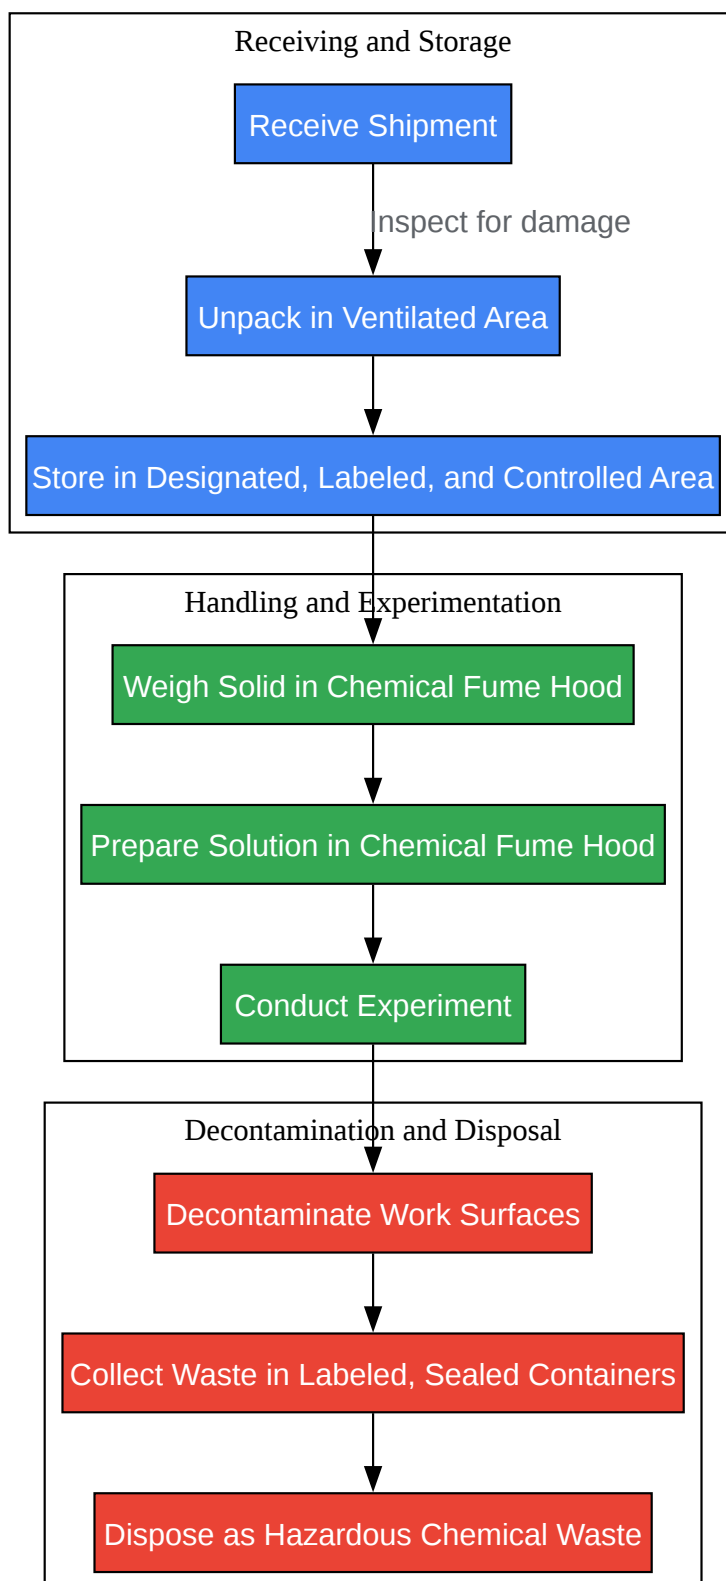 Receiving and Storage
Receive Shipment
Inspect for damage
Unpack in Ventilated Area
Store in Designated, Labeled, and Controlled Area
Handling and Experimentation
Weigh Solid in Chemical Fume Hood
Prepare Solution in Chemical Fume Hood
Conduct Experiment
Decontamination and Disposal
Decontaminate Work Surfaces
Collect Waste in Labeled, Sealed Containers
Dispose as Hazardous Chemical Waste